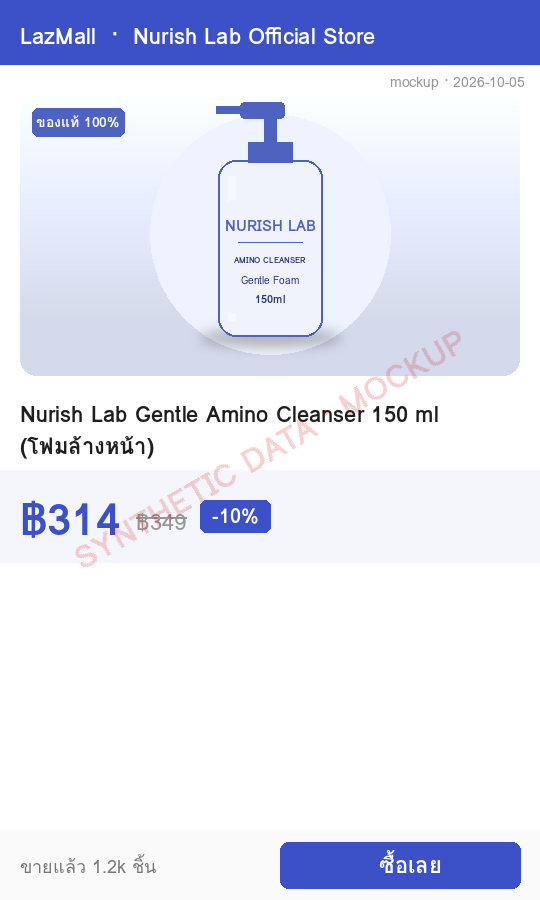 LazMall · Nurish Lab Official Store
mockup · 2026-10-05
ของแท้ 100%
NURISH LAB
AMINO CLEANSER
Gentle Foam
150ml
Nurish Lab Gentle Amino Cleanser 150 ml
(โฟมล้างหน้า)
฿314 ฿349 -10%
SYNTHETIC DATA · MOCKUP
ขายแล้ว 1.2k ชิ้น
ซื้อเลย